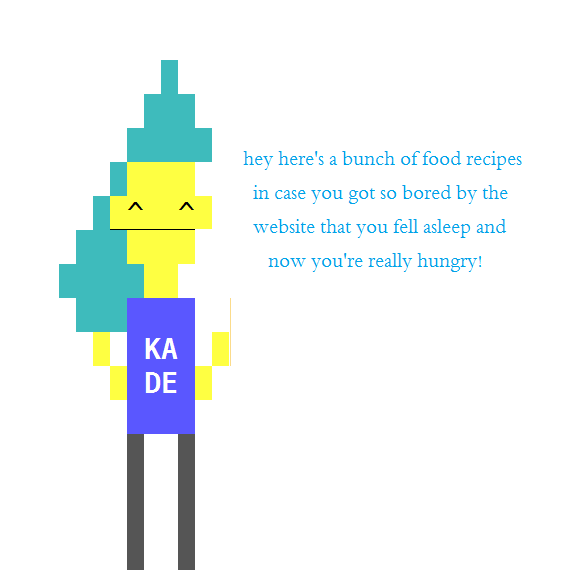 hey here's a bunch of food recipes
in case you got so bored by the
website that you fell asleep and
now you're really hungry!
^ ^
KA
DE